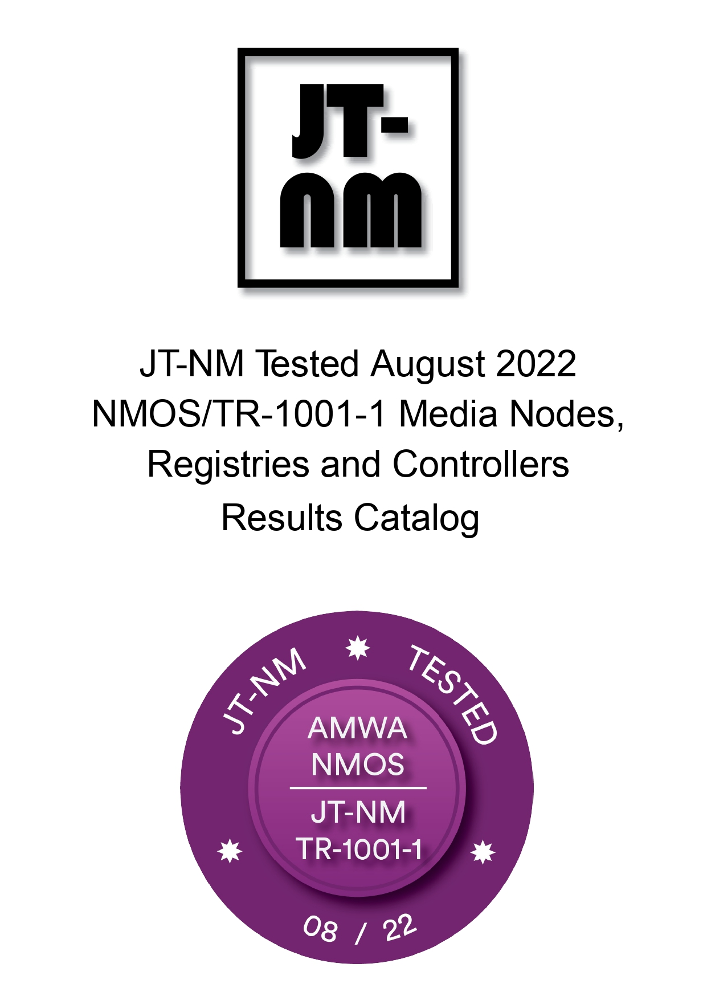 JT-
nm
JT-NM Tested August 2022
NMOS/TR-1001-1 Media Nodes,
Registries and Controllers
Results Catalog
JT-NM TESTED
AMWA
NMOS
JT-NM
TR-1001-1
08 / 22